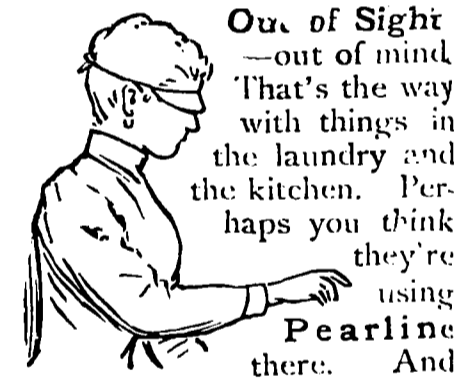 Out of Sight
—out of mind.
That's the way
with things in
the laundry and
the kitchen. Per-
haps you think
they're
using
Pearline
there. And